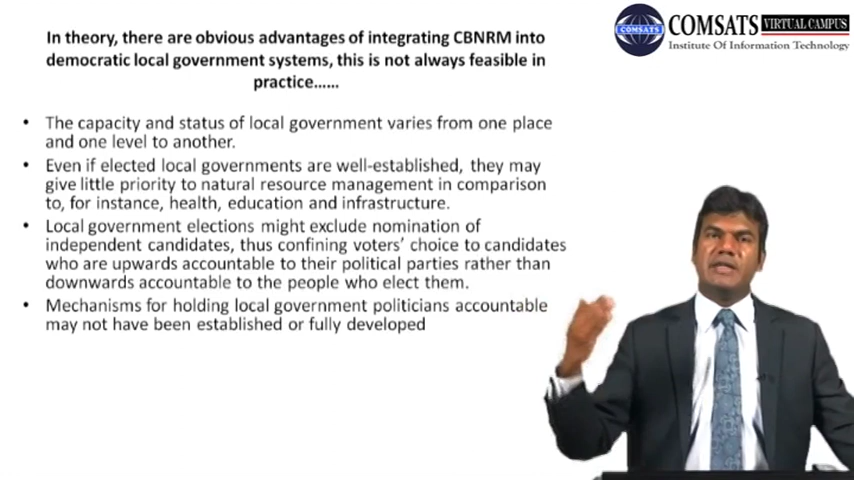 In theory, there are obvious advantages of integrating CBNRM into
democratic local government systems, this is not always feasible in
practice......
• The capacity and status of local government varies from one place
and one level to another.
• Even if elected local governments are well-established, they may
give little priority to natural resource management in comparison
to, for instance, health, education and infrastructure.
• Local government elections might exclude nomination of
independent candidates, thus confining voters' choice to candidates
who are upwards accountable to their political parties rather than
downwards accountable to the people who elect them.
• Mechanisms for holding local government politicians accountable
may not have been established or fully developed
COMSATS
COMSATS VIRTUAL CAMPUS
Institute Of Information Technology